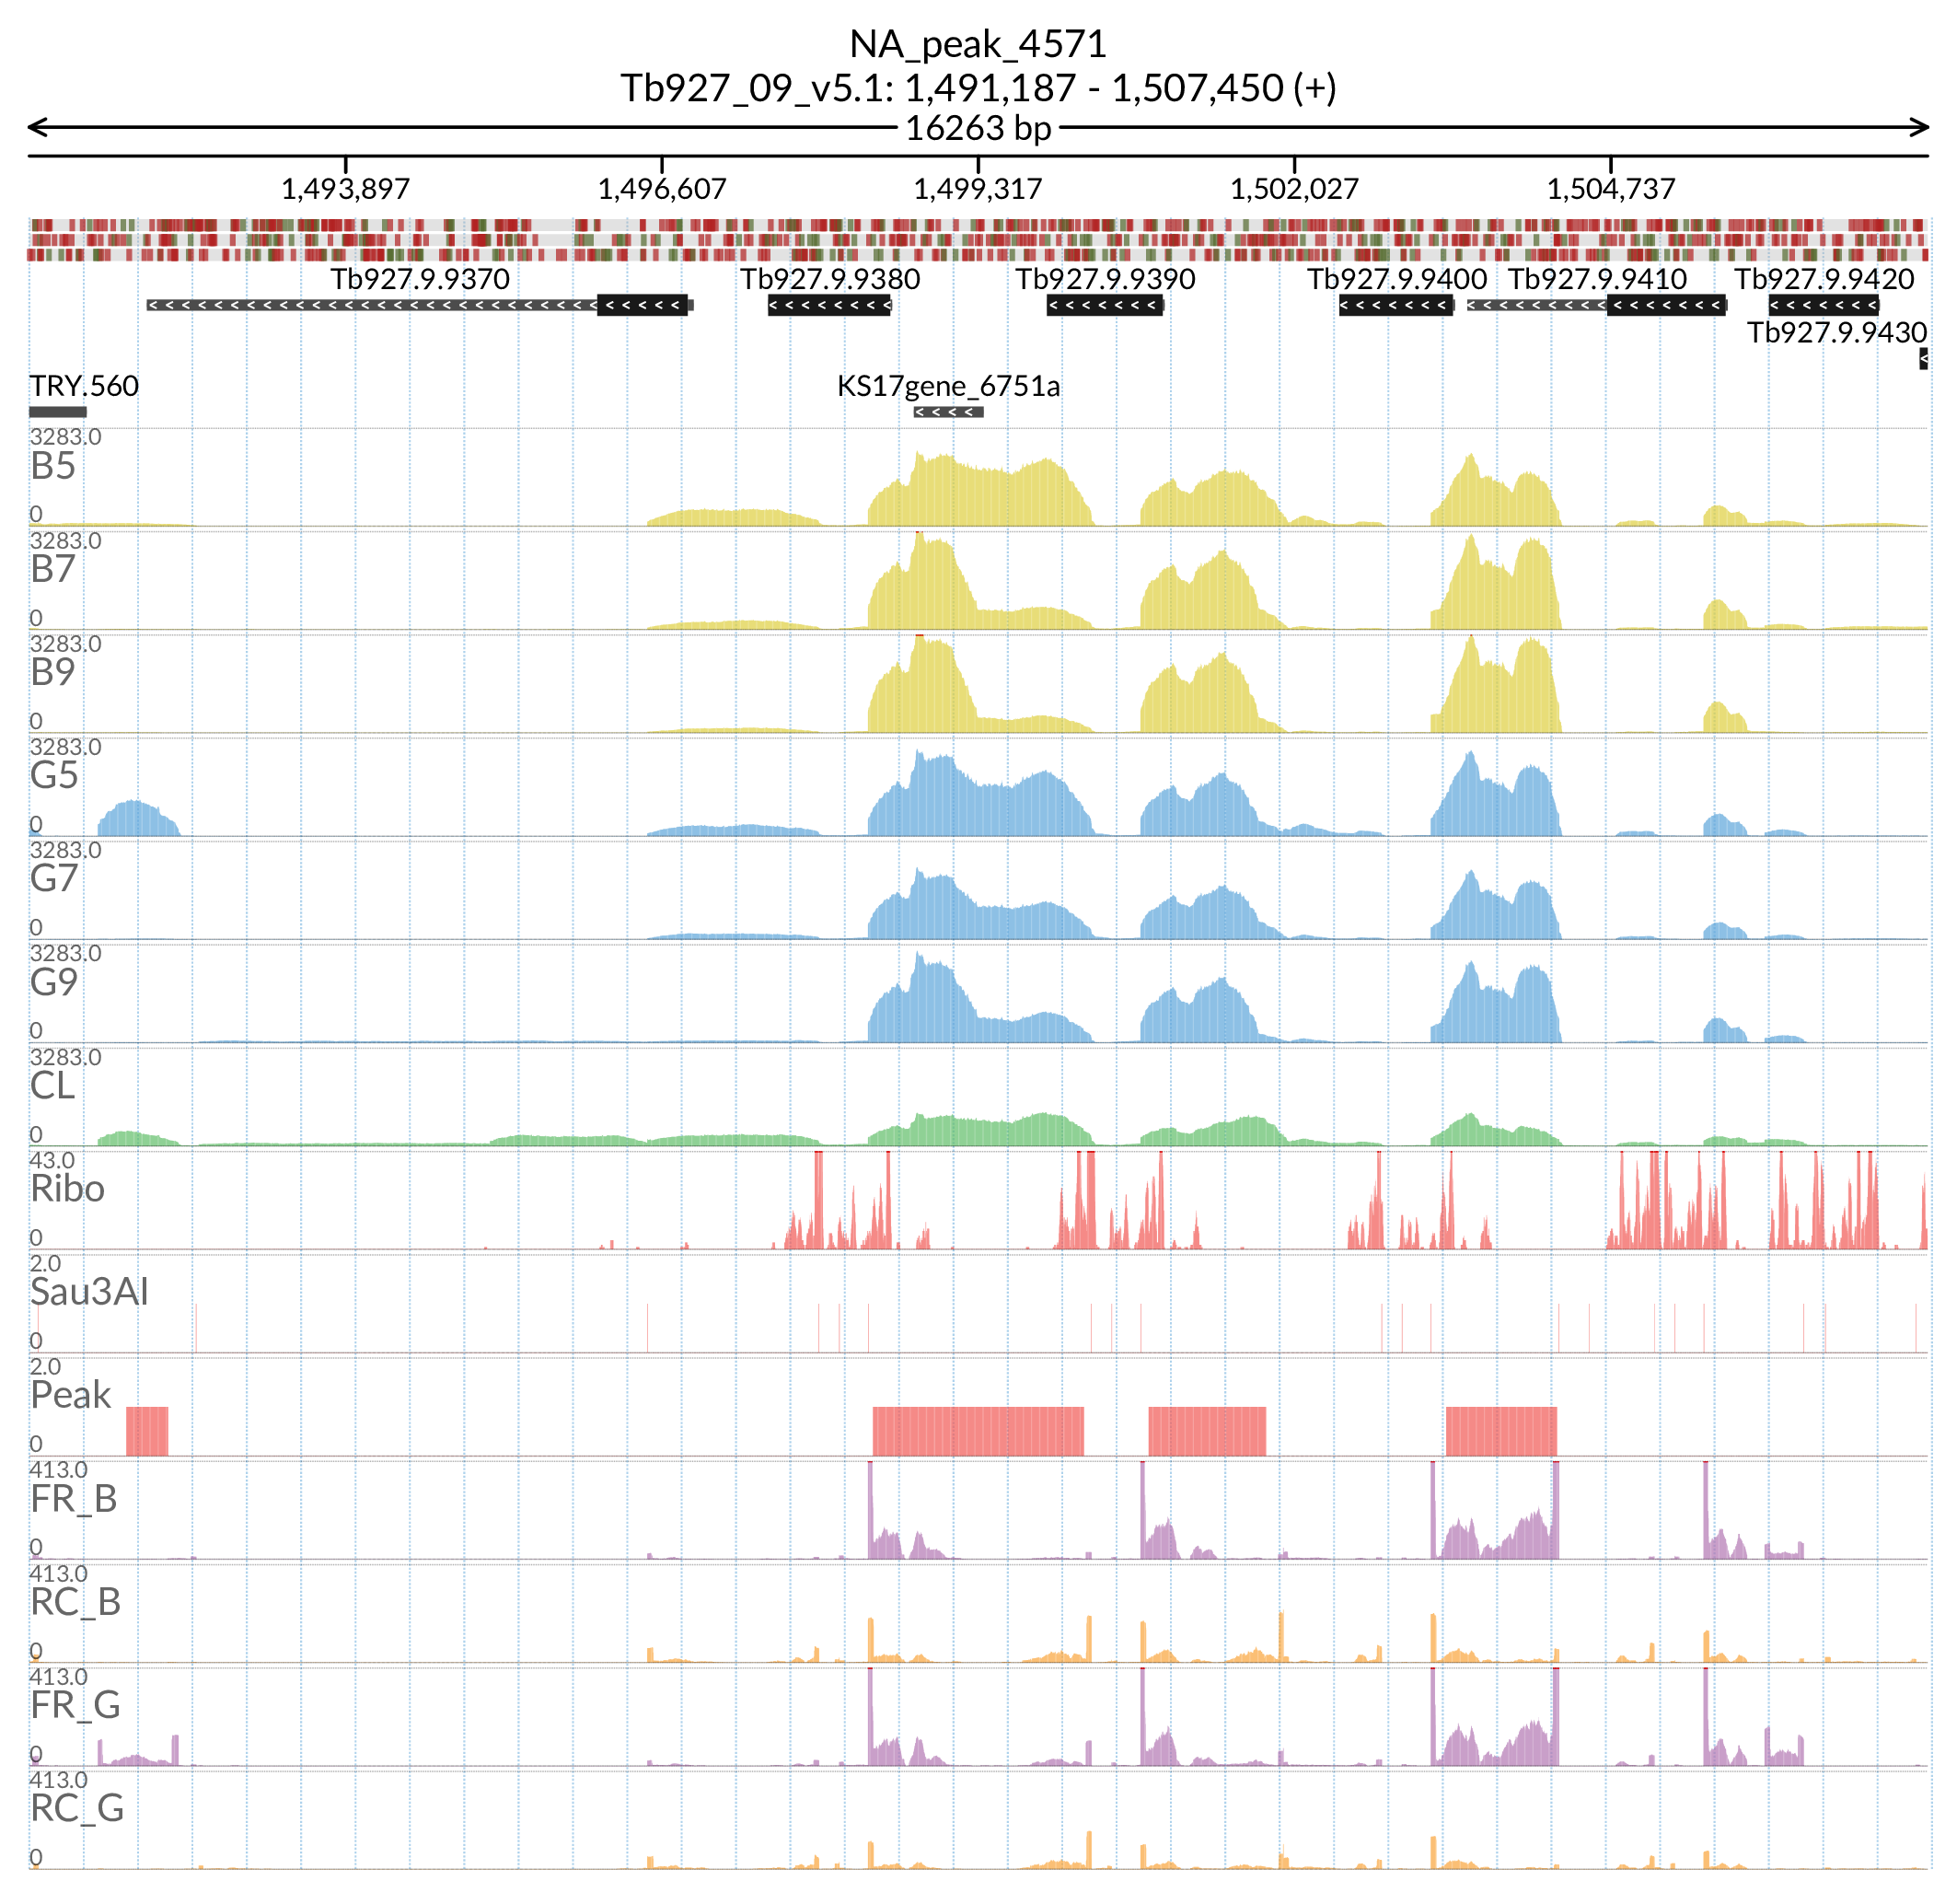 NA_peak_4571
Tb927_09_v5.1: 1,491,187 - 1,507,450 (+)
16263 bp
1,493,897 1,496,607 1,499,317 1,502,027 1,504,737
Tb927.9.9370 Tb927.9.9380 Tb927.9.9390 Tb927.9.9400 Tb927.9.9410 Tb927.9.9420
Tb927.9.9430
TRY.560 KS17gene_6751a
3283.0
B5
0
3283.0
B7
0
3283.0
B9
0
3283.0
G5
0
3283.0
G7
0
3283.0
G9
0
3283.0
CL
0
43.0
Ribo
0
2.0
Sau3AI
0
2.0
Peak
0
413.0
FR_B
0
413.0
RC_B
0
413.0
FR_G
0
413.0
RC_G
0